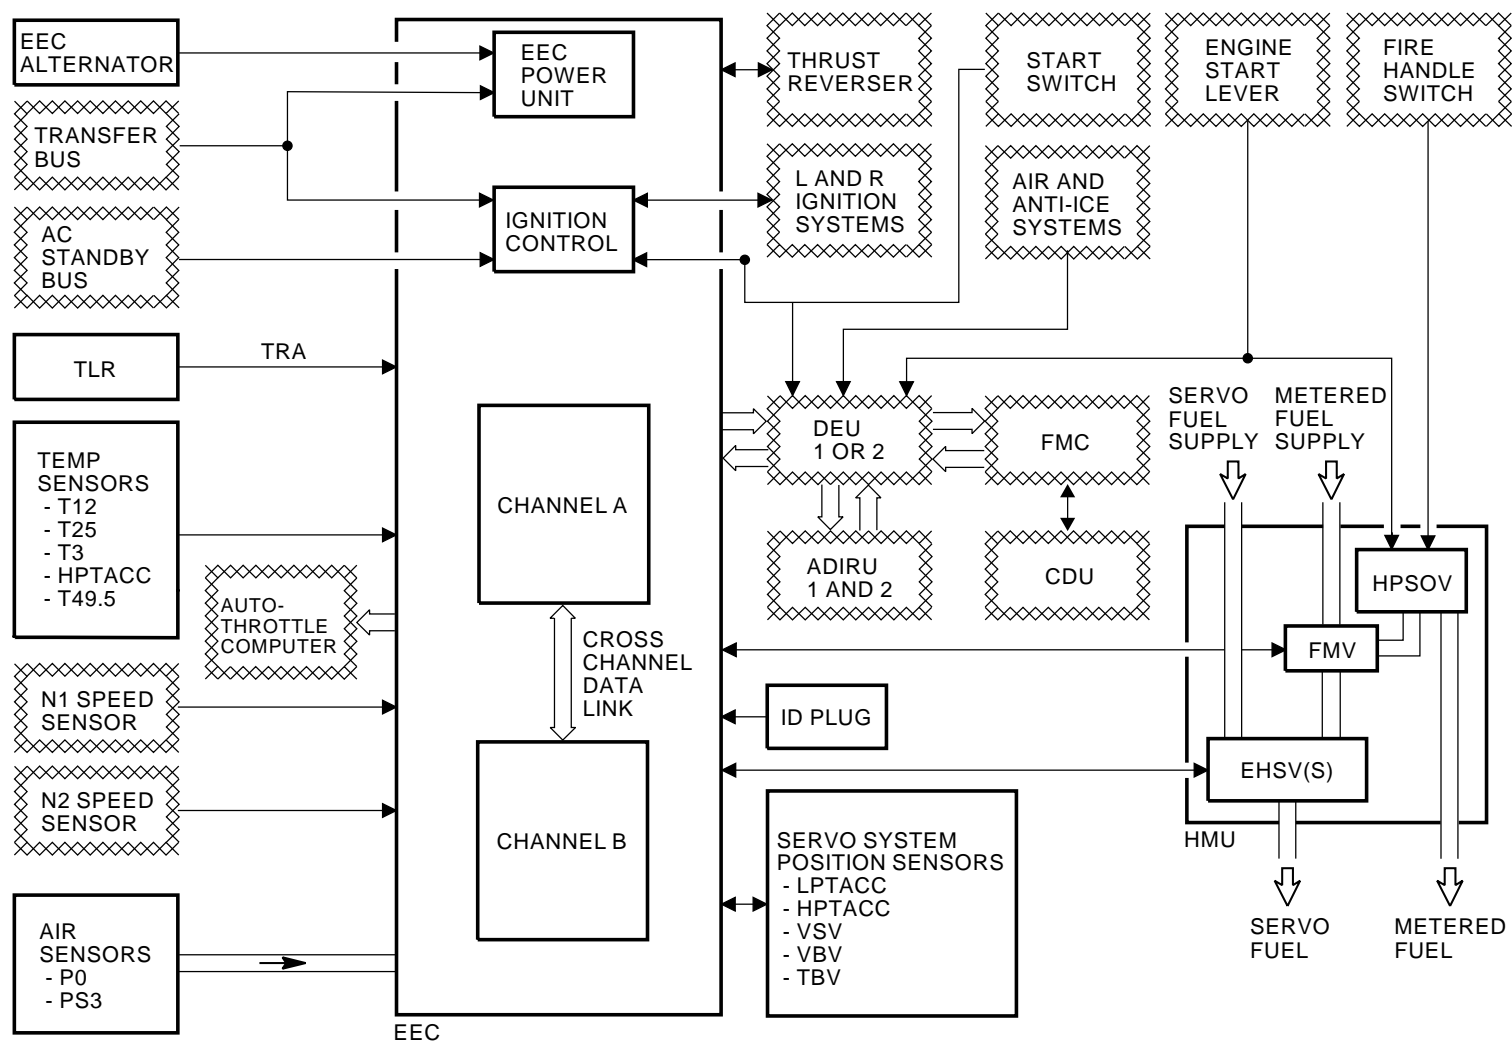 EEC
ALTERNATOR
TRANSFER
BUS
AC
STANDBY
BUS
TLR
TRA
TEMP
SENSORS
- T12
- T25
- T3
- HPTACC
- T49.5
AUTO-
THROTTLE
COMPUTER
N1 SPEED
SENSOR
N2 SPEED
SENSOR
AIR
SENSORS
- P0
- PS3
EEC
POWER
UNIT
IGNITION
CONTROL
CHANNEL A
CROSS
CHANNEL
DATA
LINK
CHANNEL B
EEC
THRUST
REVERSER
START
SWITCH
ENGINE
START
LEVER
FIRE
HANDLE
SWITCH
L AND R
IGNITION
SYSTEMS
AIR AND
ANTI-ICE
SYSTEMS
DEU
1 OR 2
FMC
ADIRU
1 AND 2
CDU
SERVO
FUEL
SUPPLY
METERED
FUEL
SUPPLY
HPSOV
FMV
ID PLUG
EHSV(S)
HMU
SERVO SYSTEM
POSITION SENSORS
- LPTACC
- HPTACC
- VSV
- VBV
- TBV
SERVO
FUEL
METERED
FUEL